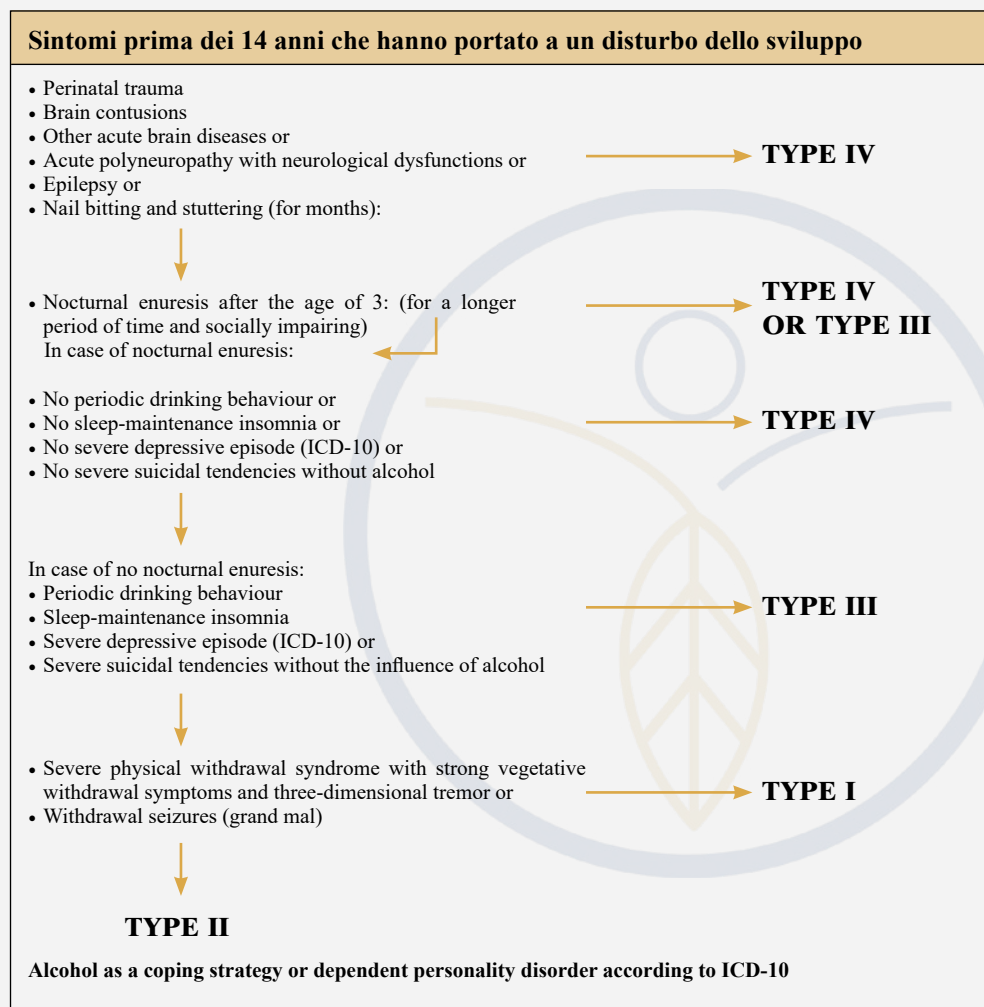 Sintomi prima dei 14 anni che hanno portato a un disturbo dello sviluppo
• Perinatal trauma
• Brain contusions
• Other acute brain diseases or
• Acute polyneuropathy with neurological dysfunctions or
• Epilepsy or
• Nail bitting and stuttering (for months):
TYPE IV
• Nocturnal enuresis after the age of 3: (for a longer
period of time and socially impairing)
In case of nocturnal enuresis:
TYPE IV
OR TYPE III
• No periodic drinking behaviour or
• No sleep-maintenance insomnia or
• No severe depressive episode (ICD-10) or
• No severe suicidal tendencies without alcohol
TYPE IV
In case of no nocturnal enuresis:
• Periodic drinking behaviour
• Sleep-maintenance insomnia
• Severe depressive episode (ICD-10) or
• Severe suicidal tendencies without the influence of alcohol
TYPE III
• Severe physical withdrawal syndrome with strong vegetative
withdrawal symptoms and three-dimensional tremor or
• Withdrawal seizures (grand mal)
TYPE I
TYPE II
Alcohol as a coping strategy or dependent personality disorder according to ICD-10